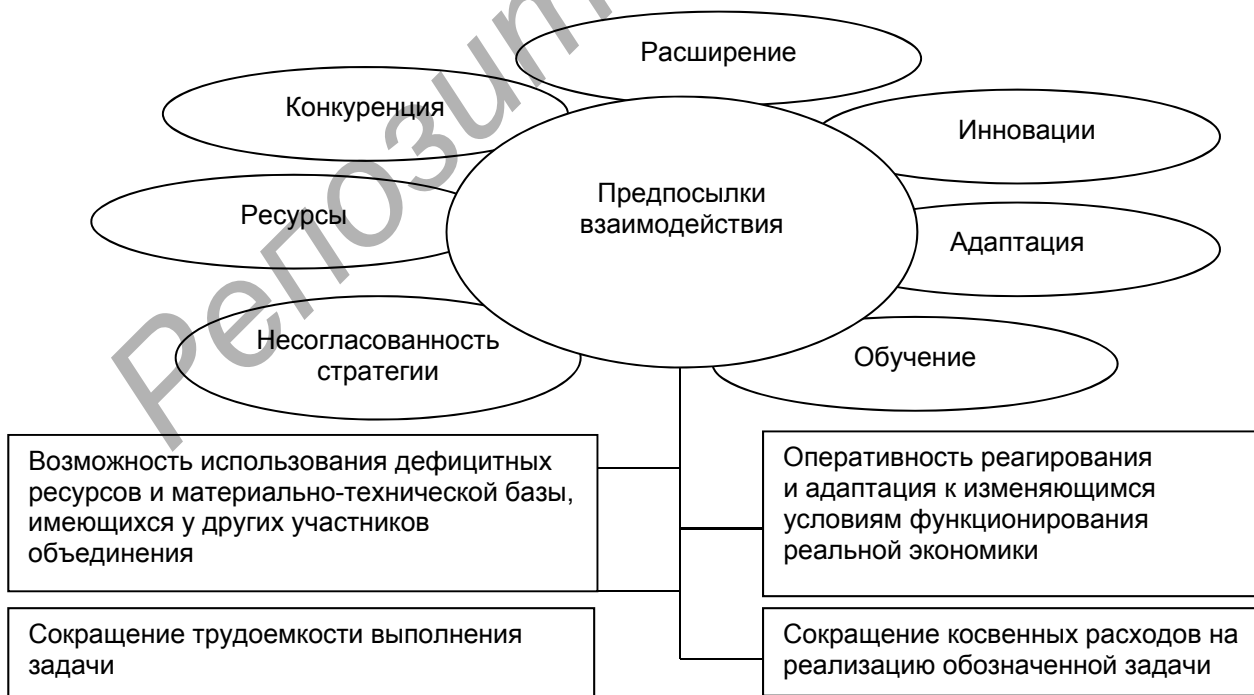 Расширение
Конкуренция
Инновации
Предпосылки
взаимодействия
Ресурсы
Адаптация
Несогласованность
стратегии
Обучение
Возможность использования дефицитных
ресурсов и материально-технической базы,
имеющихся у других участников
объединения
Оперативность реагирования
и адаптация к изменяющимся
условиям функционирования
реальной экономики
Сокращение трудоемкости выполнения
задачи
Сокращение косвенных расходов на
реализацию обозначенной задачи